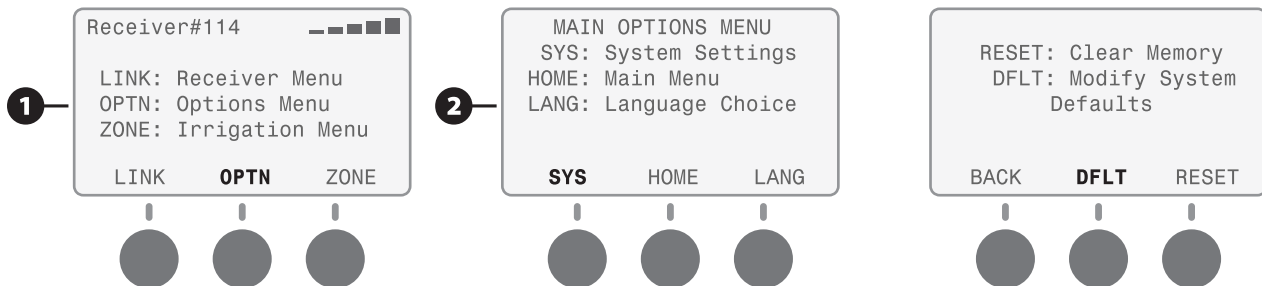 1
Receiver#114
LINK: Receiver Menu
OPTN: Options Menu
ZONE: Irrigation Menu
LINK OPTN ZONE
2
MAIN OPTIONS MENU
SYS: System Settings
HOME: Main Menu
LANG: Language Choice
SYS HOME LANG
RESET: Clear Memory
DFLT: Modify System
Defaults
BACK DFLT RESET